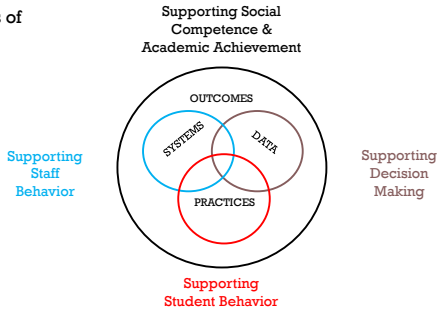 s of
Supporting Social
Competence &
Academic Achievement
OUTCOMES
SYSTEMS
DATA
Supporting
Staff
Behavior
Supporting
Decision
Making
PRACTICES
Supporting
Student Behavior